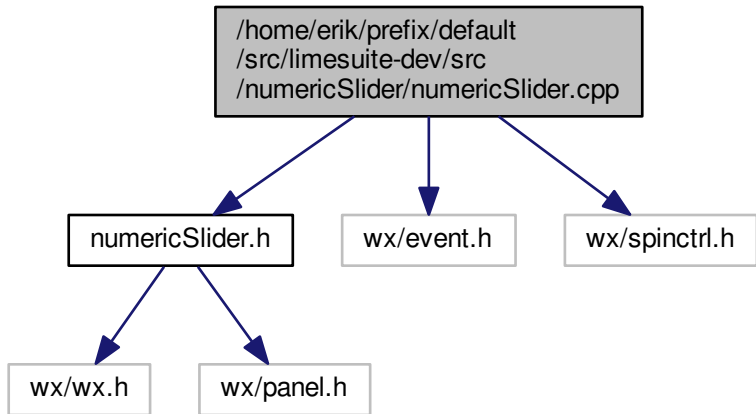 /home/erik/prefix/default
/src/limesuite-dev/src
/numericSlider/numericSlider.cpp
numericSlider.h
wx/event.h
wx/spinctrl.h
wx/wx.h
wx/panel.h